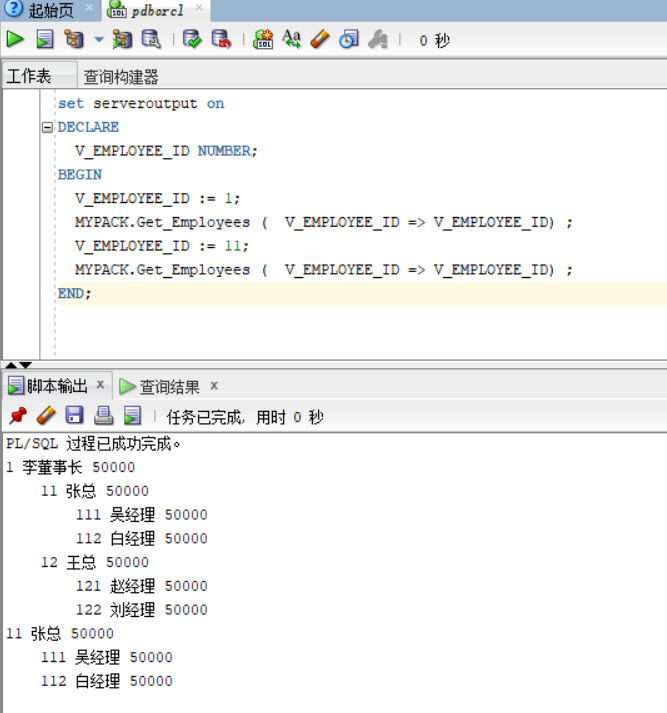 起始页 pdborcl
0 秒
工作表 查询构建器
set serveroutput on
DECLARE
V_EMPLOYEE_ID NUMBER;
BEGIN
V_EMPLOYEE_ID := 1;
MYPACK.Get_Employees (  V_EMPLOYEE_ID => V_EMPLOYEE_ID) ;
V_EMPLOYEE_ID := 11;
MYPACK.Get_Employees (  V_EMPLOYEE_ID => V_EMPLOYEE_ID) ;
END;
脚本输出 x 查询结果 x
任务已完成, 用时 0 秒
PL/SQL 过程已成功完成。
1 李董事长 50000
11 张总 50000
111 吴经理 50000
112 白经理 50000
12 王总 50000
121 赵经理 50000
122 刘经理 50000
11 张总 50000
111 吴经理 50000
112 白经理 50000